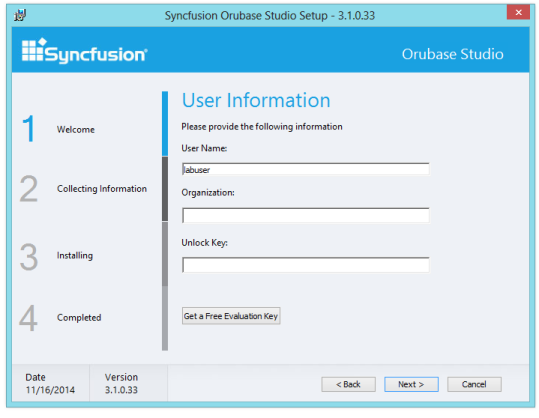 Syncfusion Orubase Studio Setup - 3.1.0.33
Syncfusion®
Orubase Studio
User Information
Please provide the following information
User Name:
labuser
Organization:
Unlock Key:
Get a Free Evaluation Key
1 Welcome
2 Collecting Information
3 Installing
4 Completed
Date
11/16/2014
Version
3.1.0.33
< Back
Next >
Cancel